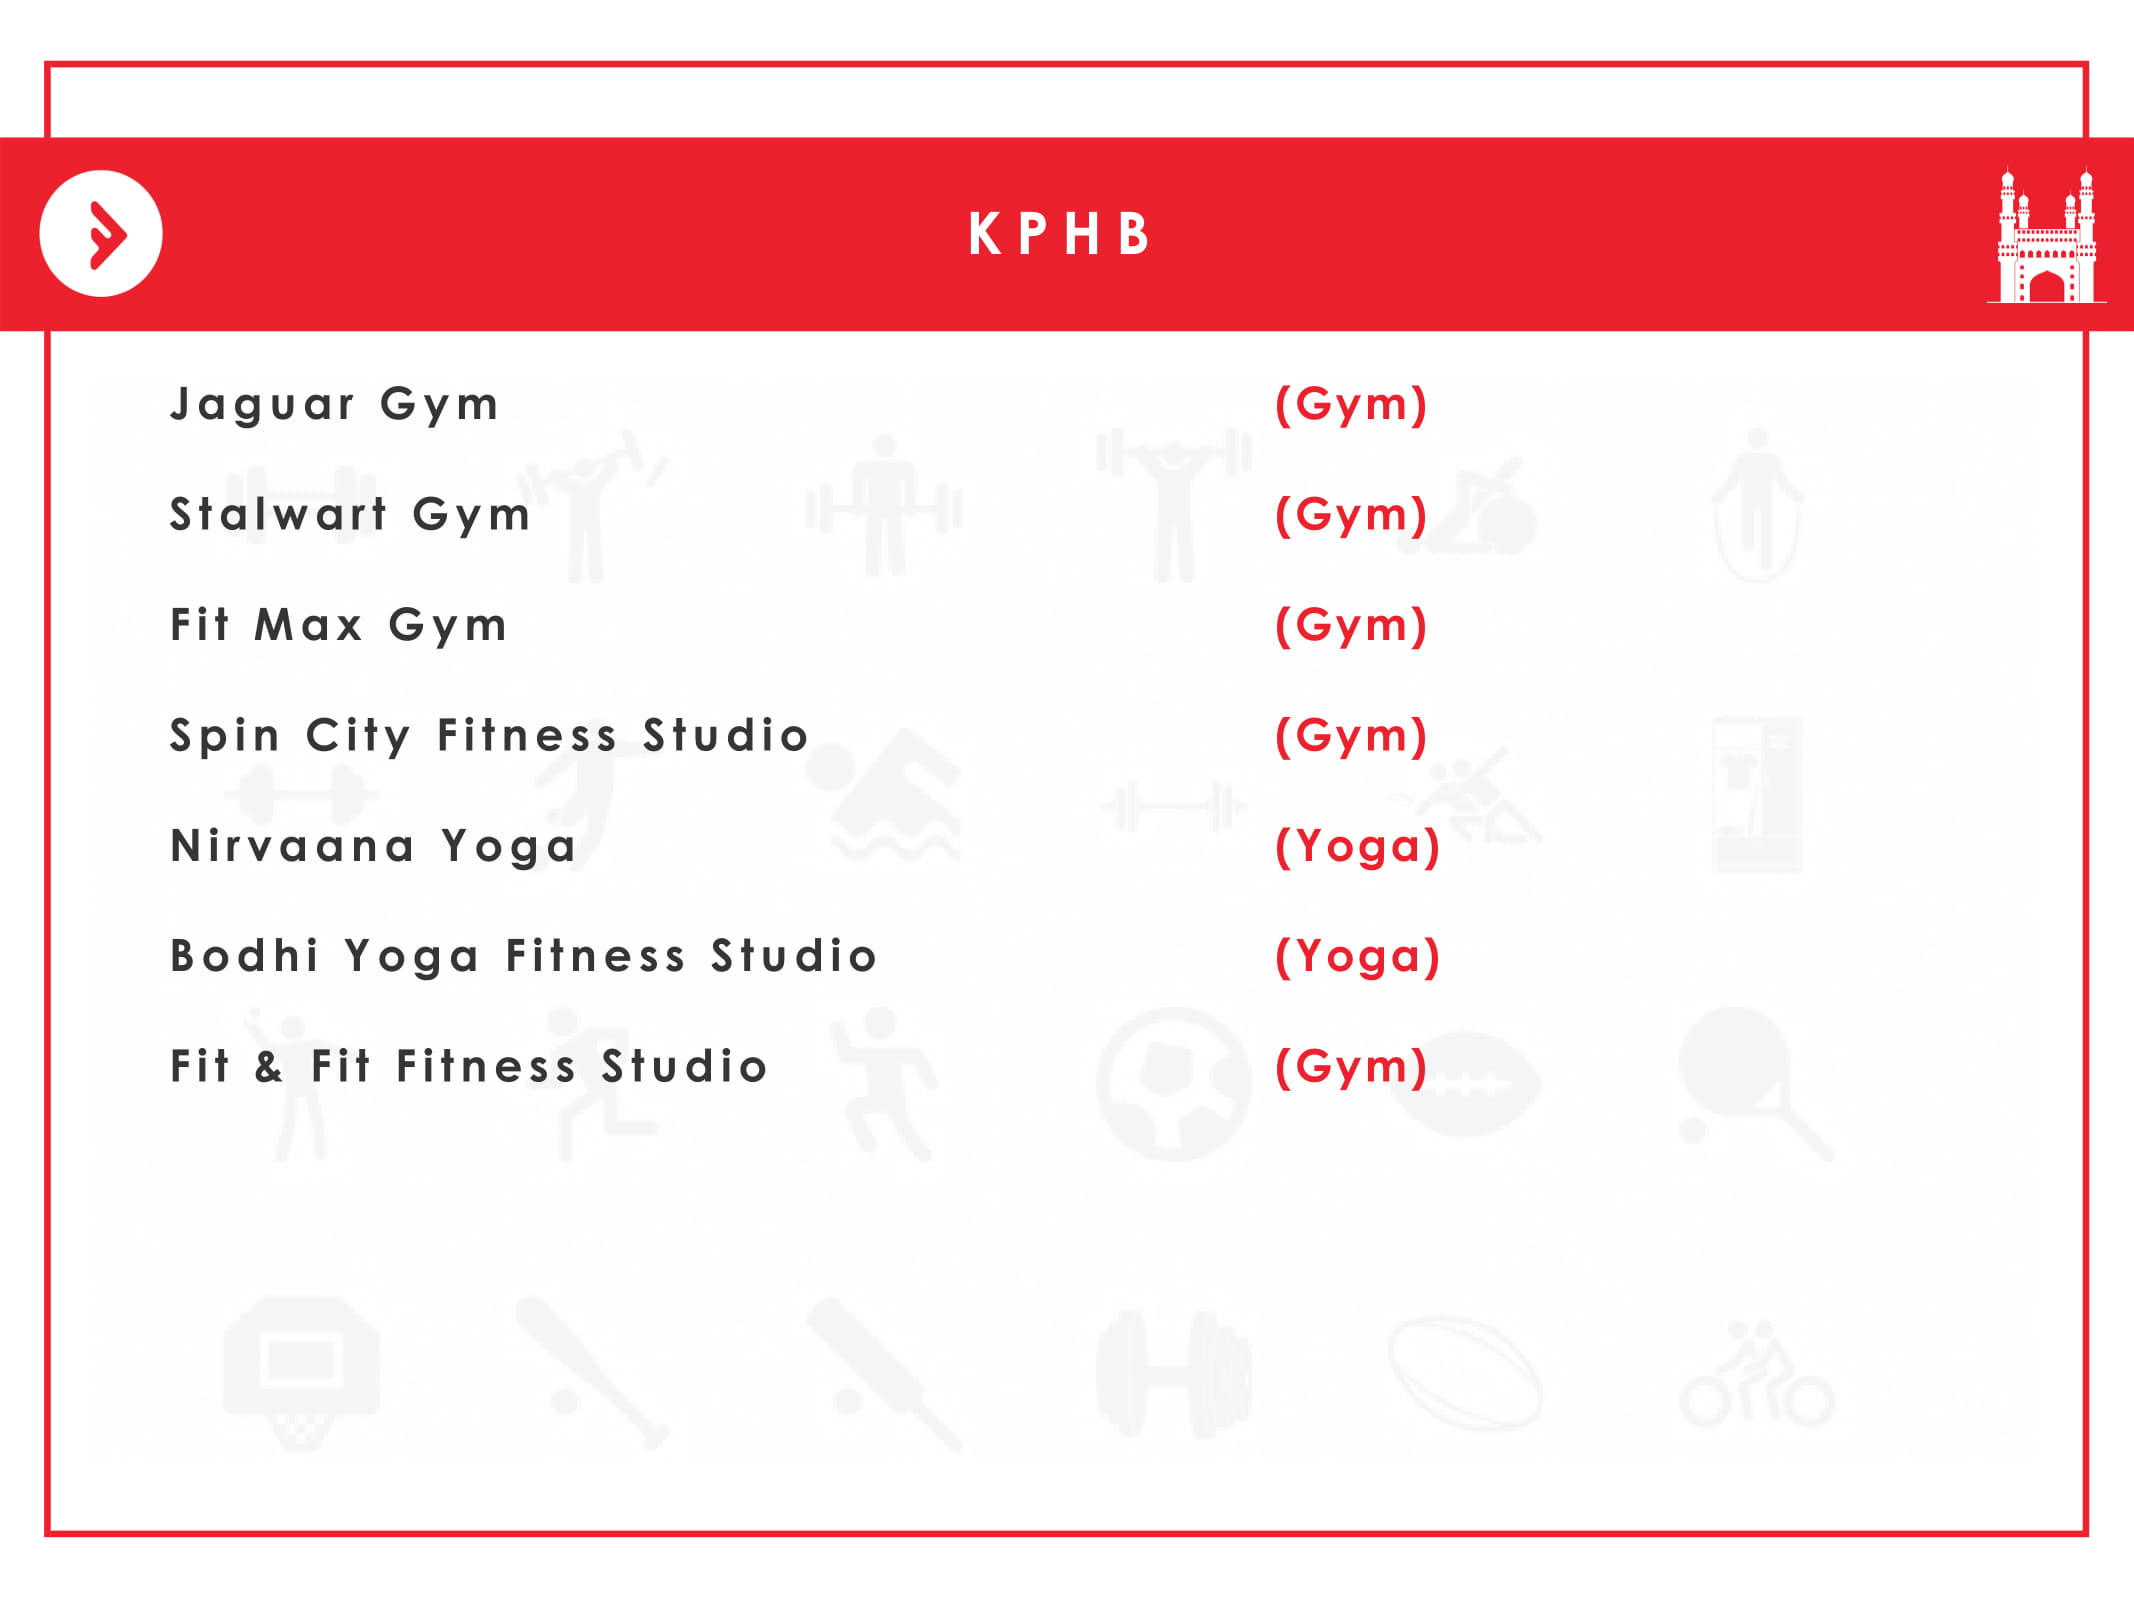 KPHB
Jaguar Gym (Gym)
Stalwart Gym (Gym)
Fit Max Gym (Gym)
Spin City Fitness Studio (Gym)
Nirvaana Yoga (Yoga)
Bodhi Yoga Fitness Studio (Yoga)
Fit & Fit Fitness Studio (Gym)